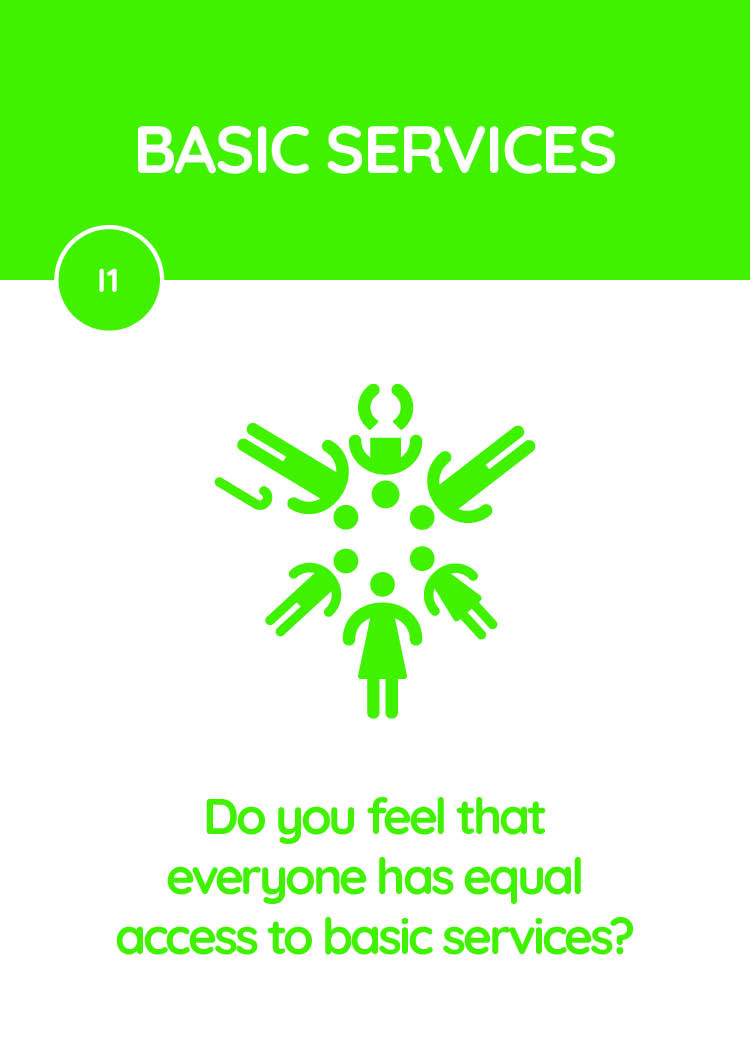 BASIC SERVICES
I1
Do you feel that
everyone has equal
access to basic services?